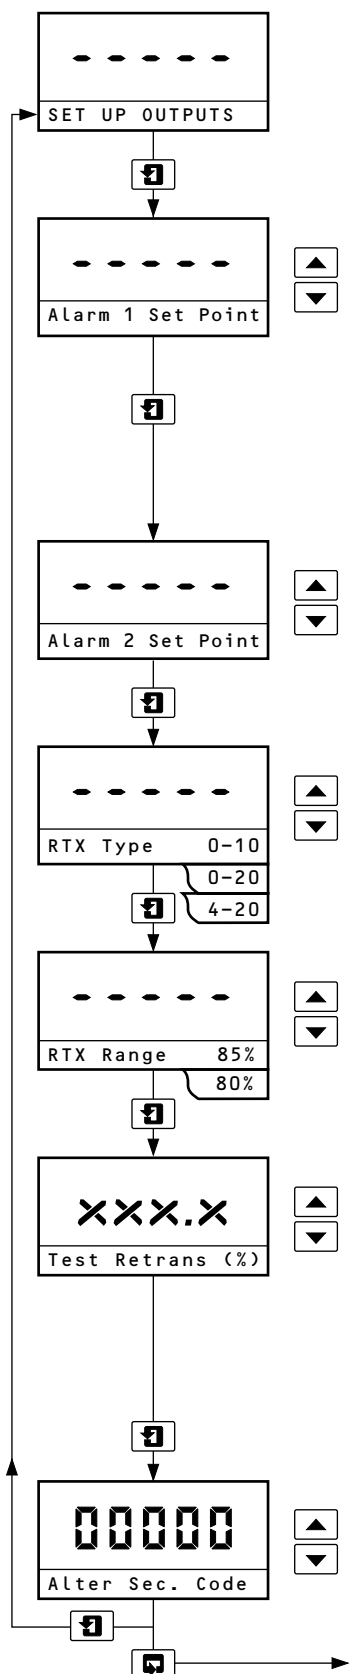 - - - - -
SET UP OUTPUTS
- - - - -
Alarm 1 Set Point
- - - - -
Alarm 2 Set Point
- - - - -
RTX Type 0-10
0-20
4-20
- - - - -
RTX Range 85%
80%
XXX.X
Test Retrans (%)
00000
Alter Sec. Code